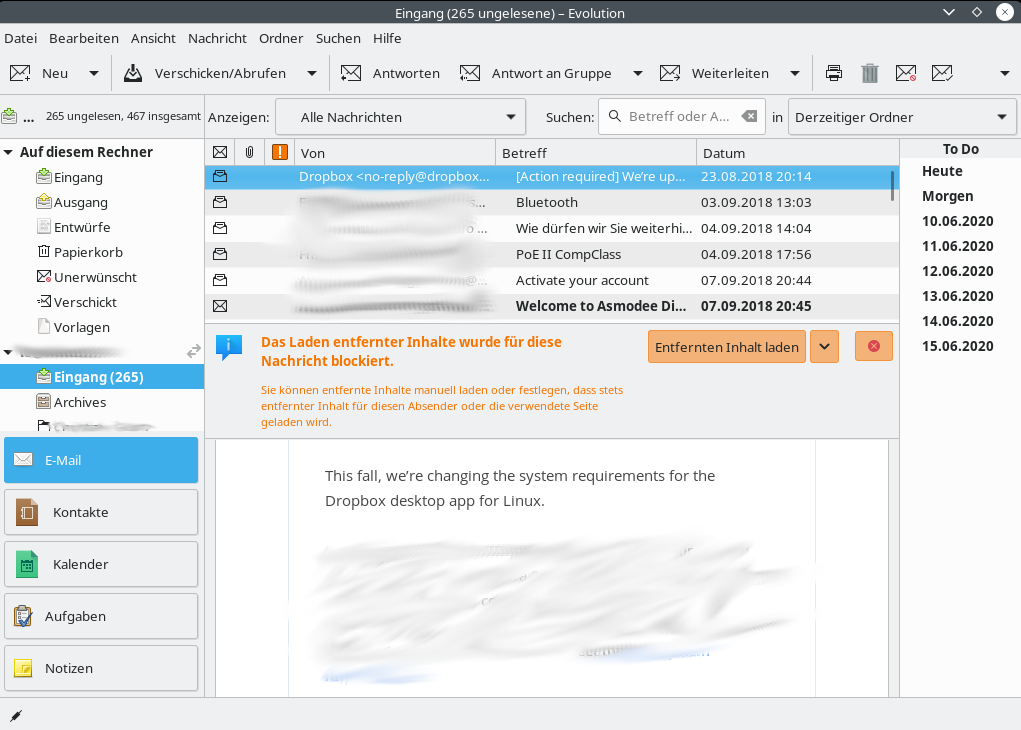 Eingang (265 ungelesene) – Evolution
Datei Bearbeiten Ansicht Nachricht Ordner Suchen Hilfe
Neu Verschicken/Abrufen Antworten Antwort an Gruppe Weiterleiten
... 265 ungelesen, 467 insgesamt Anzeigen: Alle Nachrichten Suchen: Betreff oder A... in Derzeitiger Ordner
Auf diesem Rechner
Eingang
Ausgang
Entwürfe
Papierkorb
Unerwünscht
Verschickt
Vorlagen
Eingang (265)
Archives
E-Mail
Kontakte
Kalender
Aufgaben
Notizen
Von Betreff Datum
Dropbox <no-reply@dropbox... [Action required] We’re up... 23.08.2018 20:14
Bluetooth 03.09.2018 13:03
Wie dürfen wir Sie weiterhi... 04.09.2018 14:04
PoE II CompClass 04.09.2018 17:56
Activate your account 07.09.2018 20:44
Welcome to Asmodee Di... 07.09.2018 20:45
Das Laden entfernter Inhalte wurde für diese
Nachricht blockiert.
Sie können entfernte Inhalte manuell laden oder festlegen, dass stets
entfernter Inhalt für diesen Absender oder die verwendete Seite
geladen wird.
Entfernten Inhalt laden
This fall, we’re changing the system requirements for the
Dropbox desktop app for Linux.
To Do
Heute
Morgen
10.06.2020
11.06.2020
12.06.2020
13.06.2020
14.06.2020
15.06.2020